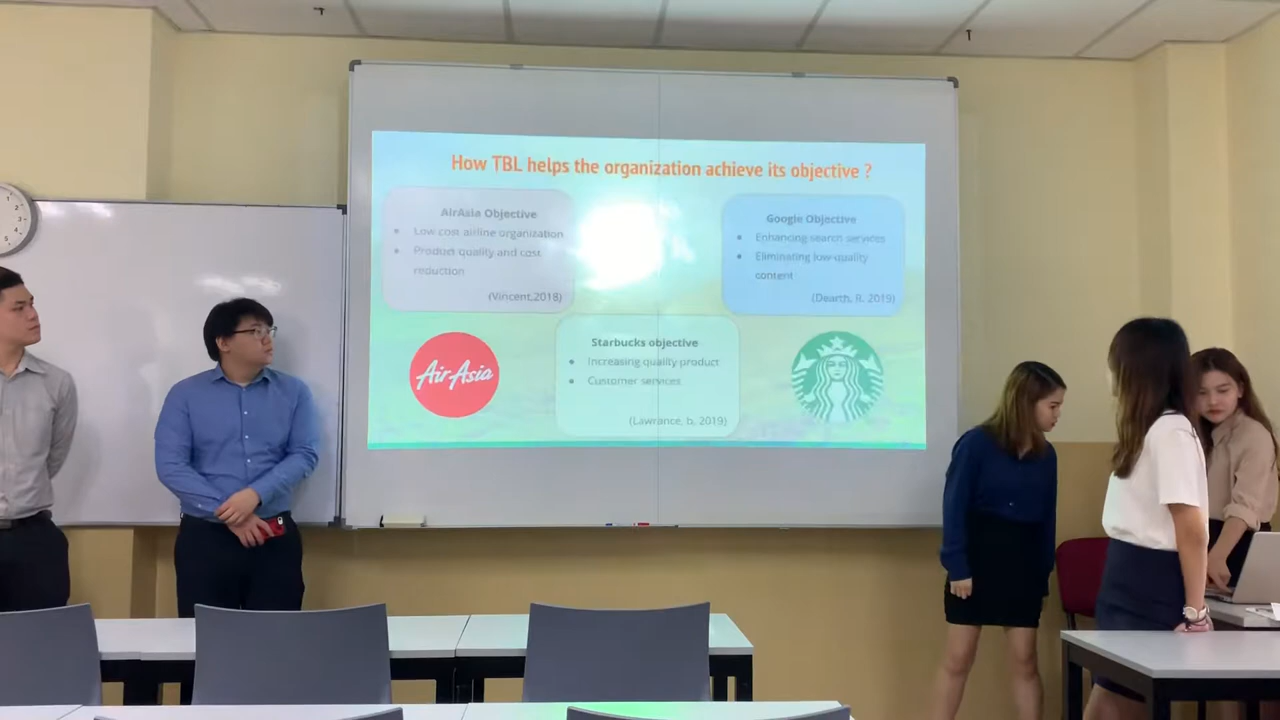 How TBL helps the organization achieve its objective ?
AirAsia Objective
● Low cost airline organization
● Product quality and cost
reduction
(Vincent,2018)
Google Objective
● Enhancing search services
● Eliminating low-quality
content
(Dearth, R. 2019)
Starbucks objective
● Increasing quality product
● Customer services
(Lawrance, b, 2019)
AirAsia